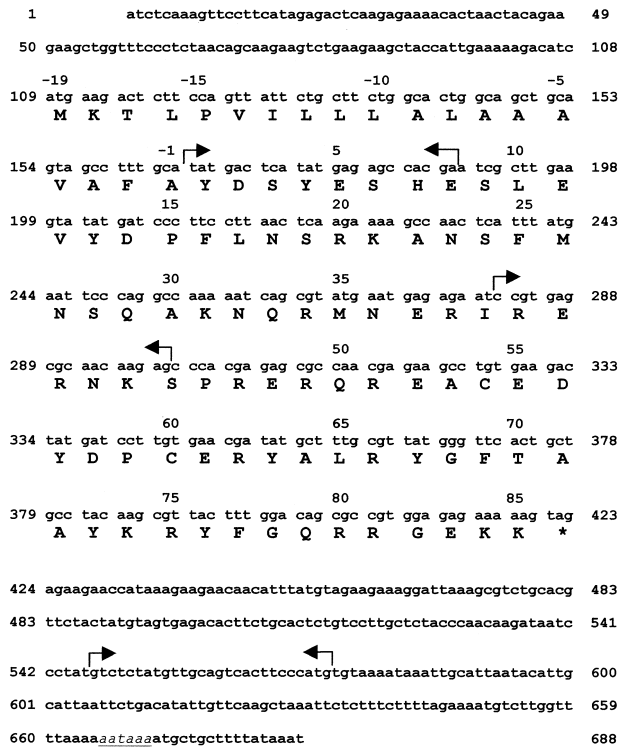 1 atctcaaagttccttcatagagactcaagagaaaacactaactacagaa 49
50 gaagctggtttccctctaacagcaagaagtctgaagaagctaccattgaaaaagacatc 108
-19 -15 -10 -5
109 atg aag act ctt cca gtt att ctg ctt ctg gca ctg gca gct gca 153
M K T L P V I L L L A L A A A
-1 5 10
154 gta gcc ttt gca tat gac tca tat gag agc cac gaa tcg ctt gaa 198
V A F A Y D S Y E S H E S L E
15 20 25
199 gta tat gat ccc ttc ctt aac tca aga aaa gcc aac tca ttt atg 243
V Y D P F L N S R K A N S F M
30 35
244 aat tcc cag gcc aaa aat cag cgt atg aat gag aga atc cgt gag 288
N S Q A K N Q R M N E R I R E
50 55
289 cgc aac aag agc cca cga gag cgc caa cga gaa gcc tgt gaa gac 333
R N K S P R E R Q R E A C E D
60 65 70
334 tat gat cct tgt gaa cga tat gct ttg cgt tat ggg ttc act gct 378
Y D P C E R Y A L R Y G F T A
75 80 85
379 gcc tac aag cgt tac ttt gga cag cgc cgt gga gag aaa aag tag 423
A Y K R Y F G Q R R G E K K *
424 agaagaaccataaagaagaacaacatttatgtagaagaaaggattaaagcgtctgcacg 483
483 ttctactatgtagtgagacacttctgcactctgtccttgctctacccaacaagataatc 541
542 cctatgtctctatgttgcagtcacttcccatgtgtaaaataaattgcattaatacattg 600
601 cattaattctgacatattgttcaagctaaattctctttcttttagaaaatgtcttggtt 659
660 ttaaaaaataaaatgctgcttttataaat 688